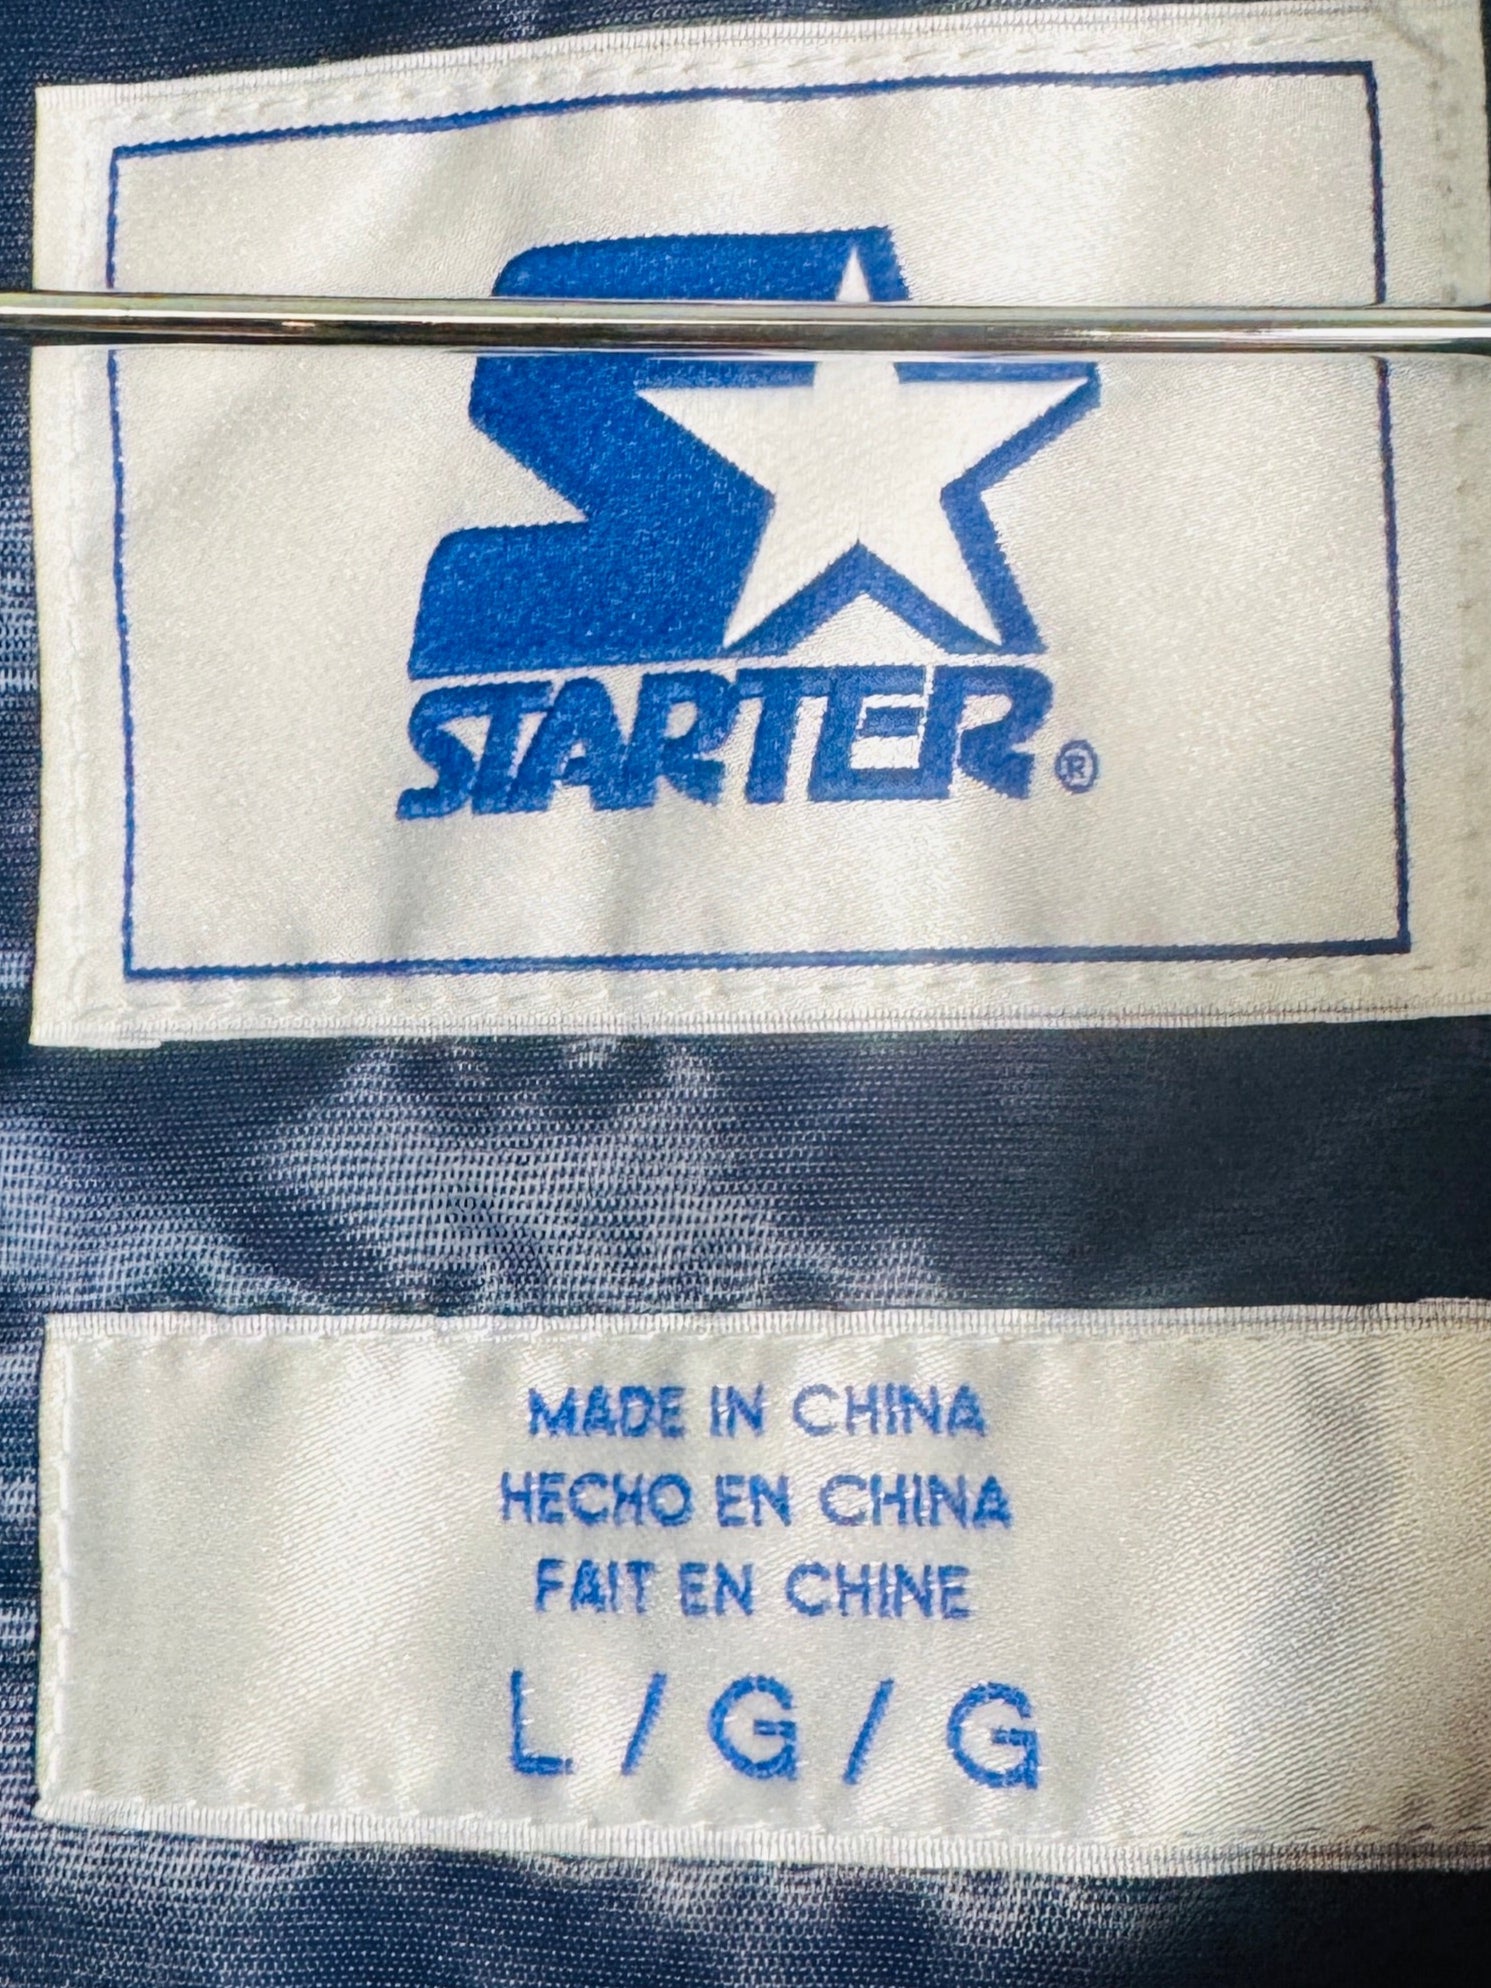 STARTER®
MADE IN CHINA
HECHO EN CHINA
FAIT EN CHINE
L / G / G